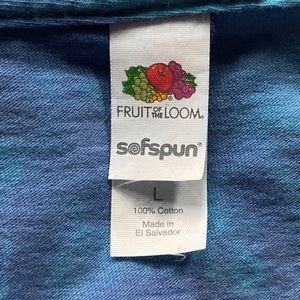 FRUIT OF THE LOOM®
sofspun®
L
100% Cotton
Made in
El Salvador